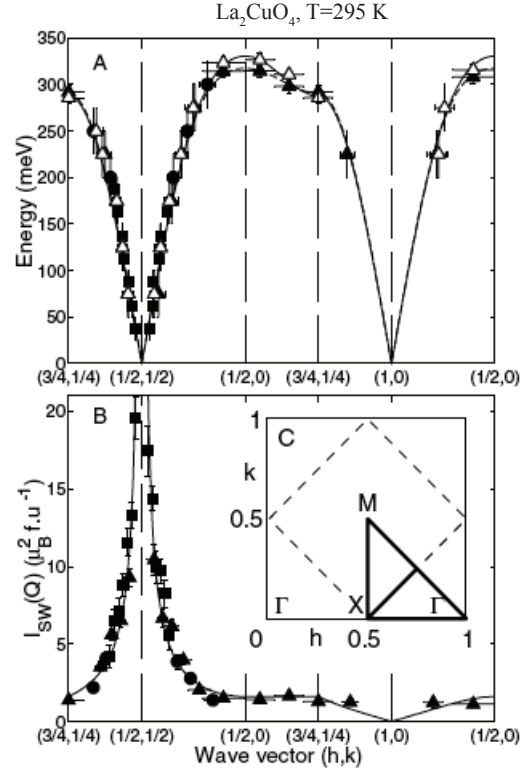 La₂CuO₄, T=295 K
A
Energy (meV)
350
300
250
200
150
100
50
0
(3/4,1/4) (1/2,1/2) (1/2,0) (3/4,1/4) (1,0) (1/2,0)
B
I_SW(Q) (μ_B² f.u⁻¹)
20
15
10
5
0
C
1
k
0.5
0
M
Γ X Γ
0 h 0.5 1
(3/4,1/4) (1/2,1/2) (1/2,0) (3/4,1/4) (1,0) (1/2,0)
Wave vector (h,k)